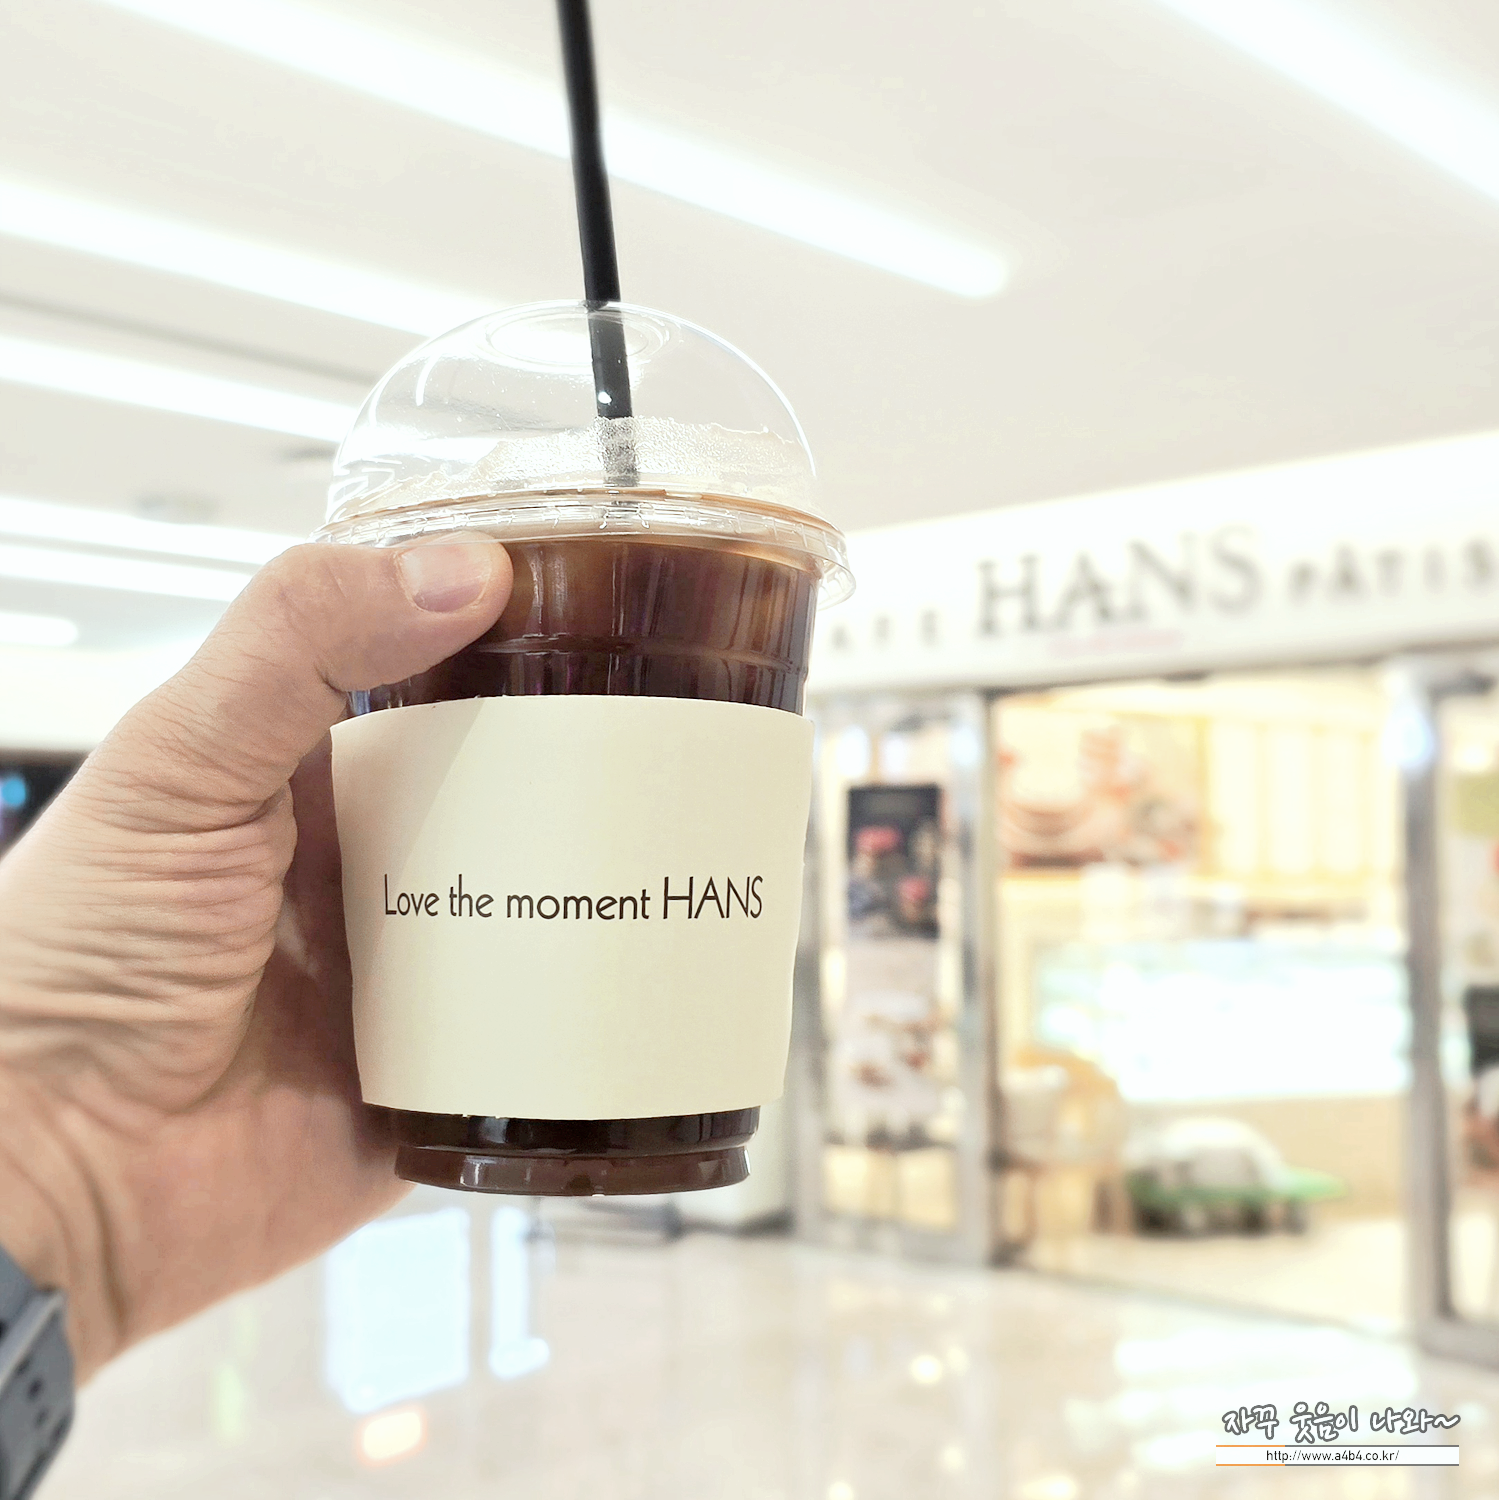 HANS
Love the moment HANS
자꾸 웃음이 나와~
http://www.a4b4.co.kr/